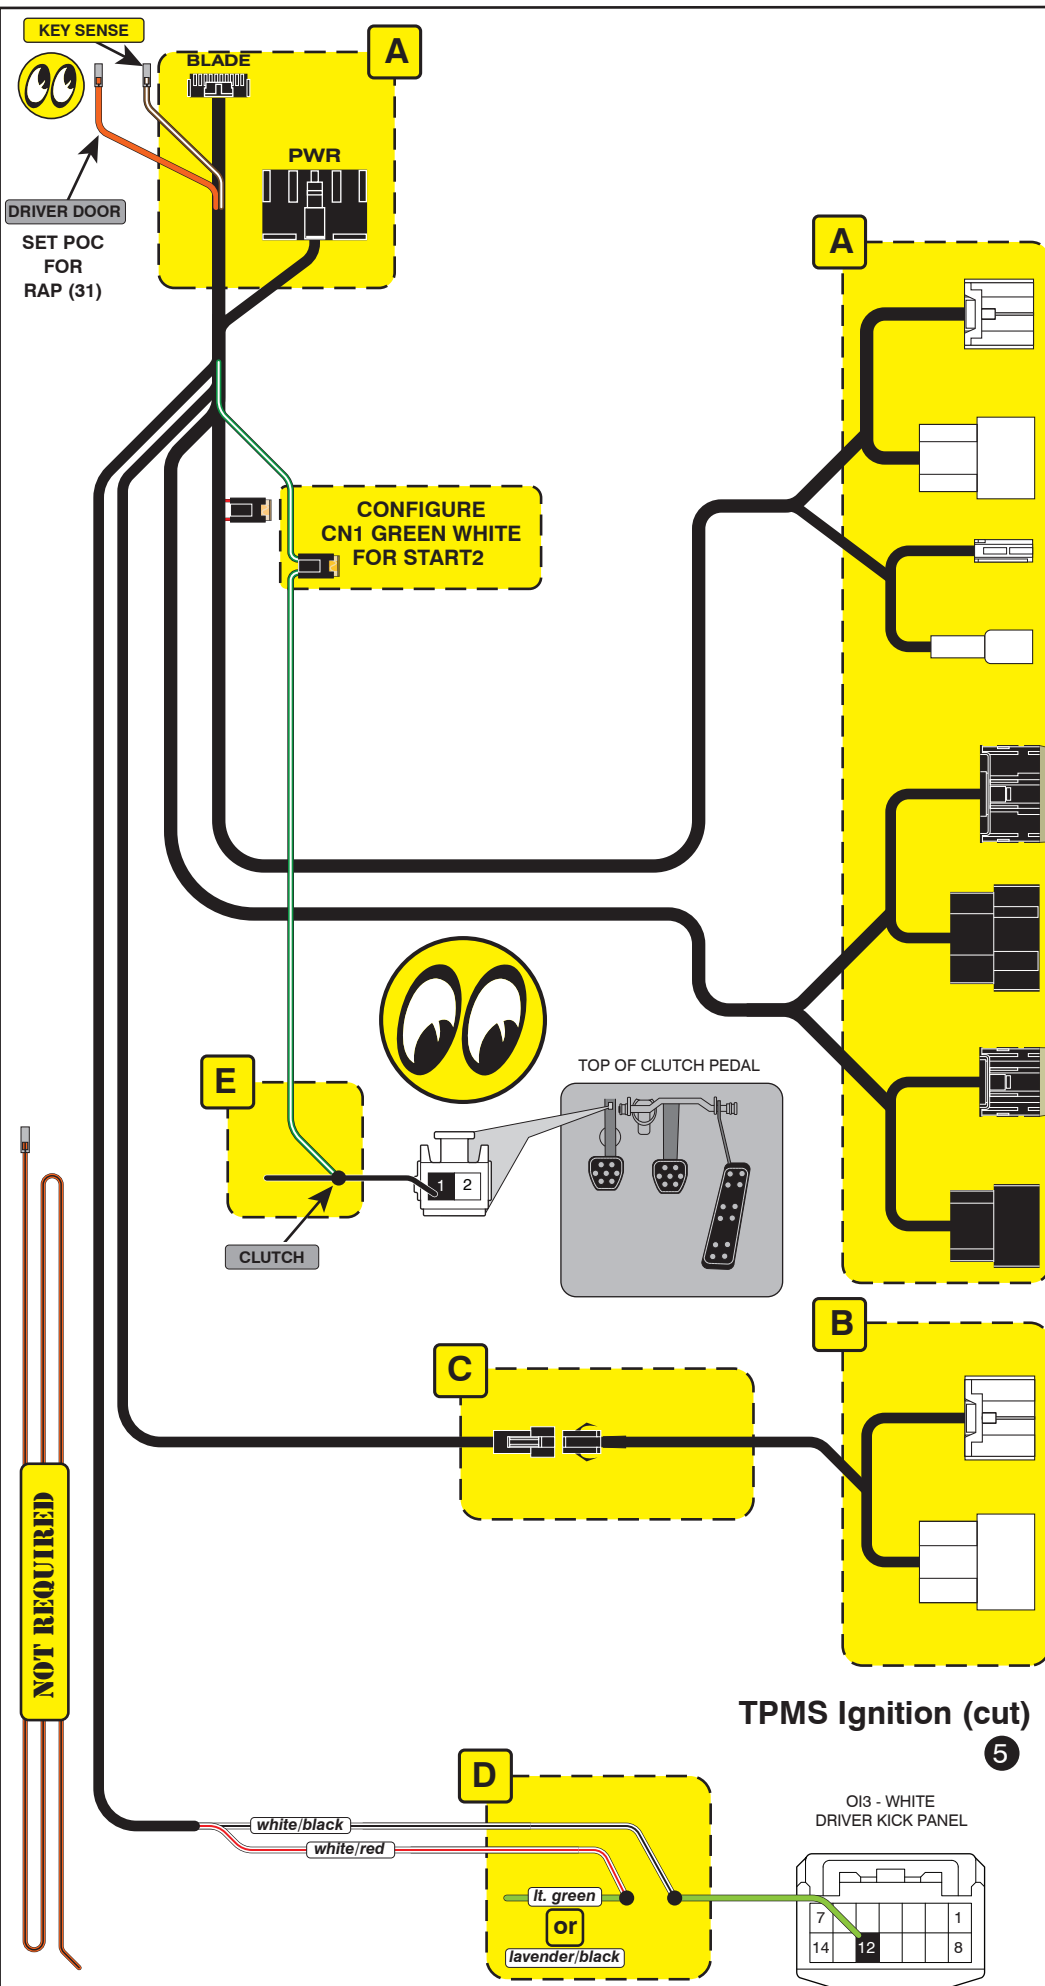 KEY SENSE
A
BLADE
PWR
DRIVER DOOR
SET POC
FOR
RAP (31)
A
CONFIGURE
CN1 GREEN WHITE
FOR START2
E
TOP OF CLUTCH PEDAL
1 2
CLUTCH
B
C
NOT REQUIRED
TPMS Ignition (cut)
5
D
OI3 - WHITE
DRIVER KICK PANEL
white/black
white/red
lt. green
or
lavender/black
7 1
14 12 8